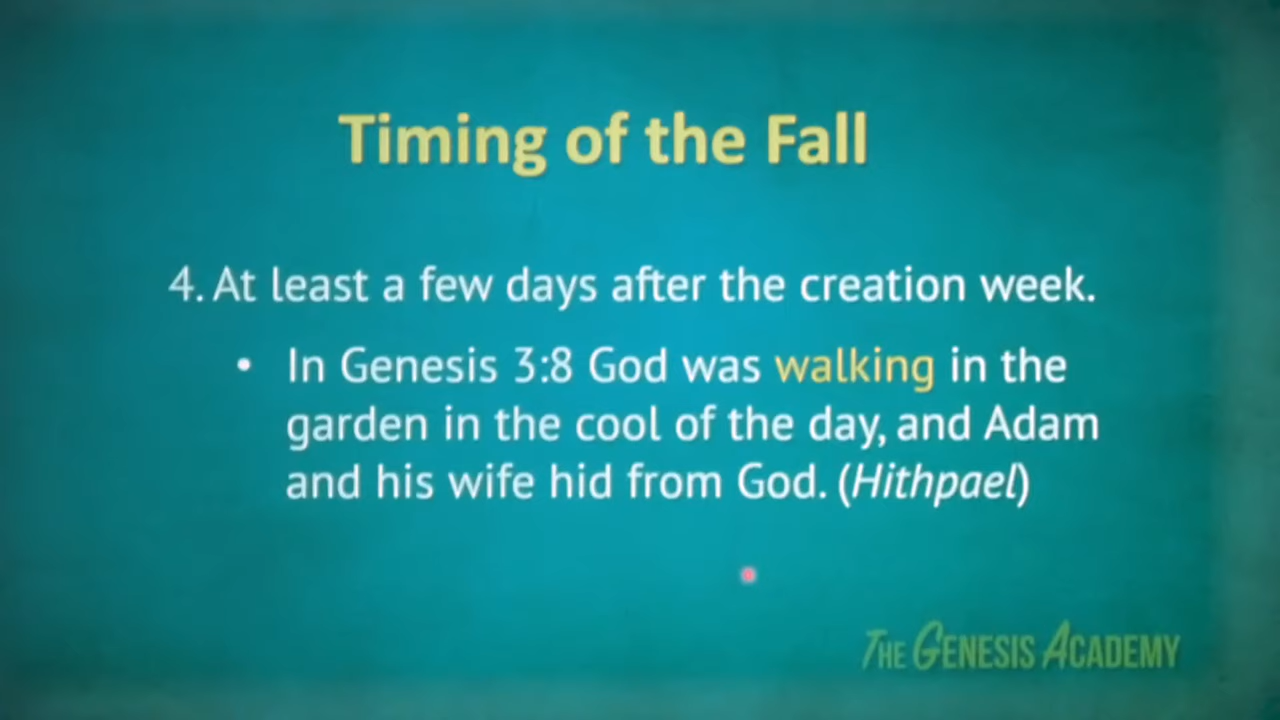 Timing of the Fall
4. At least a few days after the creation week.
• In Genesis 3:8 God was walking in the
garden in the cool of the day, and Adam
and his wife hid from God. (Hithpael)
THE GENESIS ACADEMY